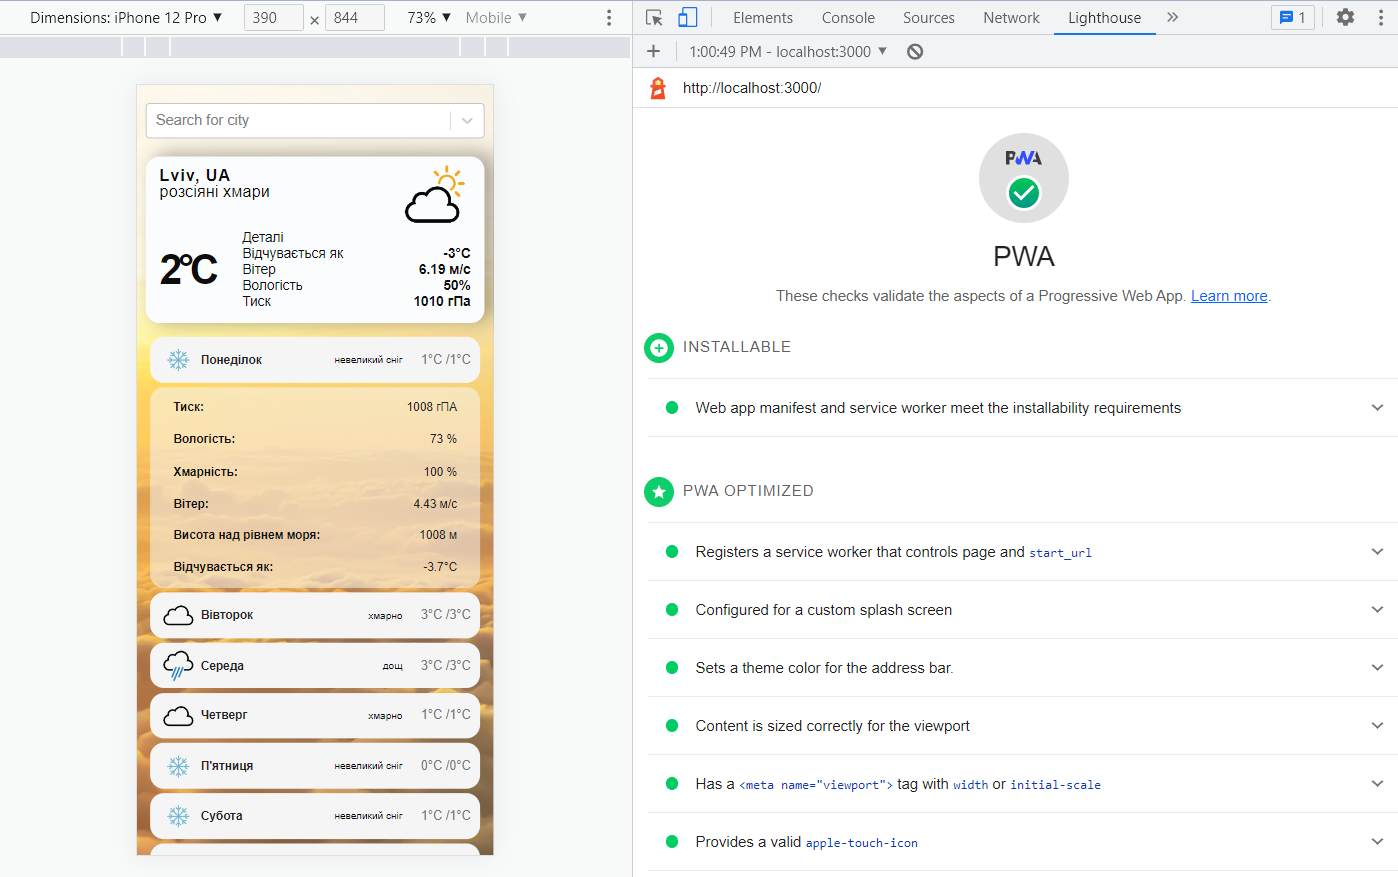 Dimensions: iPhone 12 Pro ▼ 390 × 844 73% ▼ Mobile ▼
Search for city
Lviv, UA
розсіяні хмари
2°C
Деталі
Відчувається як -3°C
Вітер 6.19 м/с
Вологість 50%
Тиск 1010 гПа
Понеділок невеликий сніг 1°C /1°C
Тиск: 1008 гПА
Вологість: 73 %
Хмарність: 100 %
Вітер: 4.43 м/с
Висота над рівнем моря: 1008 м
Відчувається як: -3.7°C
Вівторок хмарно 3°C /3°C
Середа дощ 3°C /3°C
Четверг хмарно 1°C /1°C
П'ятниця невеликий сніг 0°C /0°C
Субота невеликий сніг 1°C /1°C
Elements Console Sources Network Lighthouse » 1
+ 1:00:49 PM - localhost:3000 ▼
http://localhost:3000/
PWA
PWA
These checks validate the aspects of a Progressive Web App. Learn more.
INSTALLABLE
Web app manifest and service worker meet the installability requirements
PWA OPTIMIZED
Registers a service worker that controls page and start_url
Configured for a custom splash screen
Sets a theme color for the address bar.
Content is sized correctly for the viewport
Has a <meta name="viewport"> tag with width or initial-scale
Provides a valid apple-touch-icon